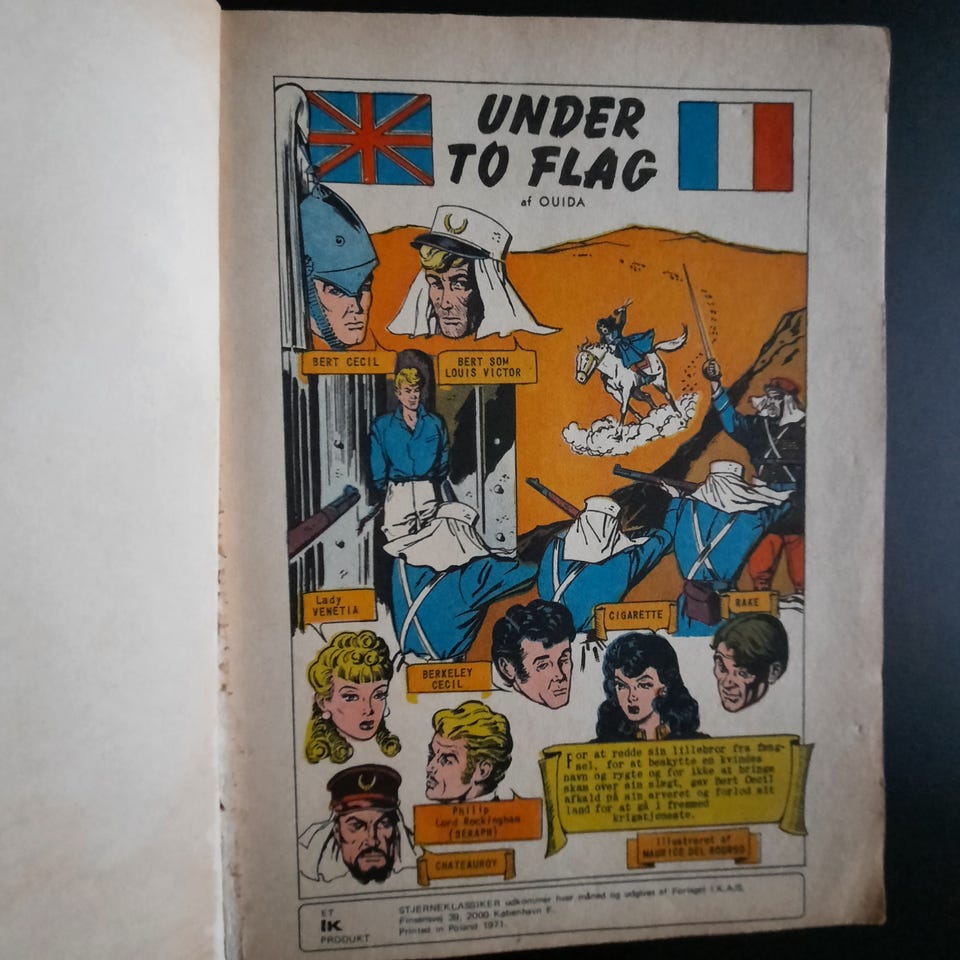 UNDER
TO FLAG
af OUIDA
BERT CECIL
BERT SOM
LOUIS VICTOR
Lady
VENETIA
CIGARETTE
RAKE
BERKELEY
CECIL
For at redde sin lillebror fra fæng-
sel, for at beskytte en kvindes
navn og rygte og for ikke at bringe
skam over sin slægt, gav Bert Cecil
afkald på sin arveret og forlod sit
land for at gå i fremmed
krigstjeneste.
Philip
Lord Rockingham
(SERAPH)
Illustreret af
MAURICE DEL BOURGO
CHATEAUROY
ET
IK
PRODUKT
STJERNEKLASSIKER udkommer hver måned og udgives af Forlaget I.K.A/S.
Finsensvej 39, 2000 København F.
Printed in Poland 1971.